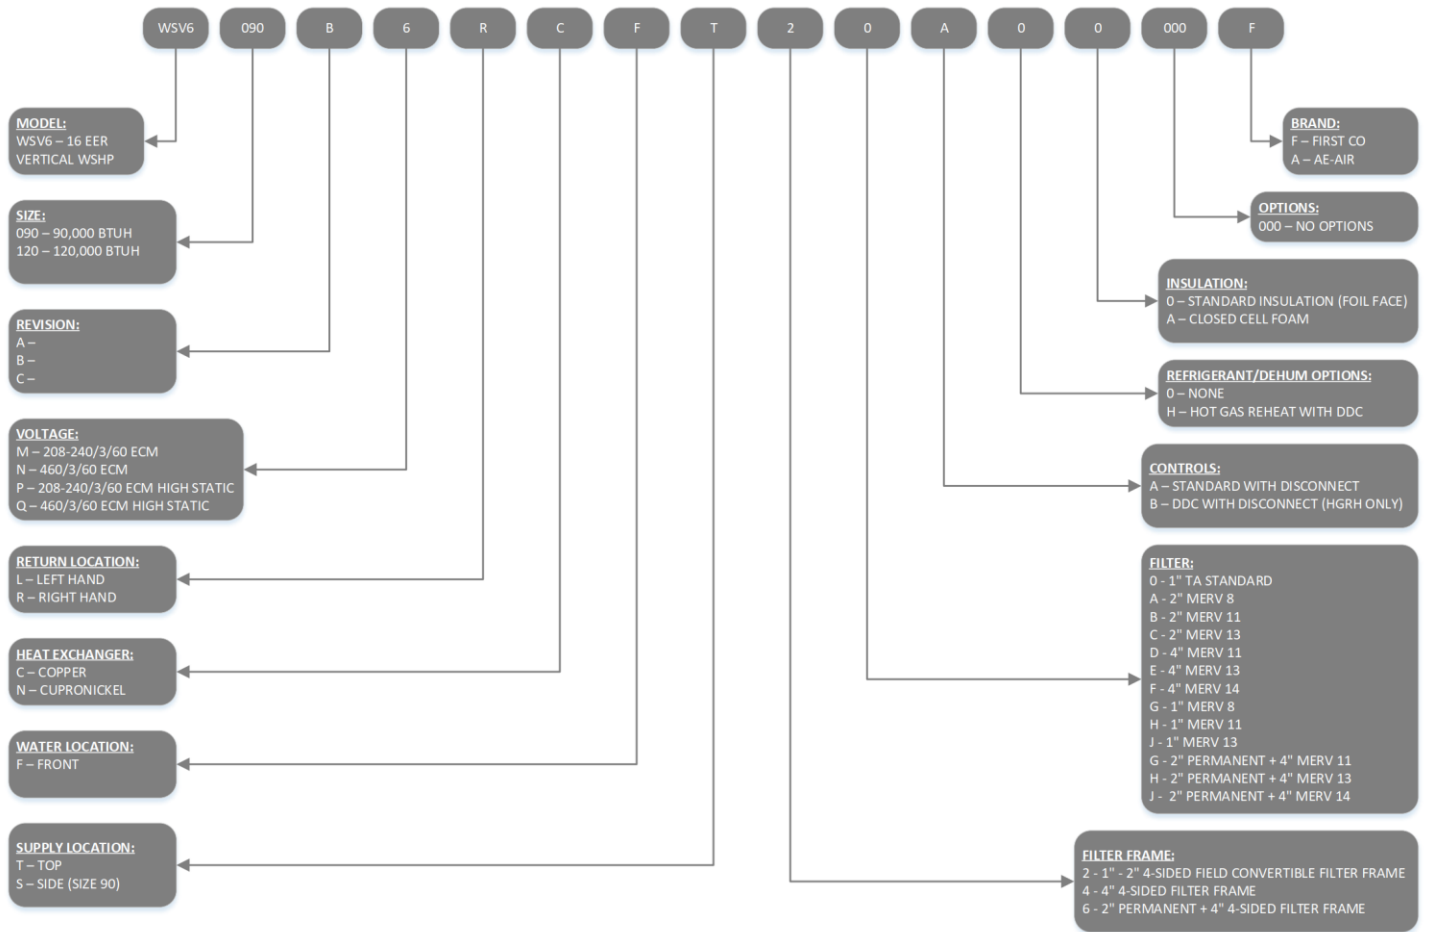 WSV6 090 B 6 R C F T 2 0 A 0 0 000 F
MODEL:
WSV6 – 16 EER
VERTICAL WSHP
SIZE:
090 – 90,000 BTUH
120 – 120,000 BTUH
REVISION:
A –
B –
C –
VOLTAGE:
M – 208-240/3/60 ECM
N – 460/3/60 ECM
P – 208-240/3/60 ECM HIGH STATIC
Q – 460/3/60 ECM HIGH STATIC
RETURN LOCATION:
L – LEFT HAND
R – RIGHT HAND
HEAT EXCHANGER:
C – COPPER
N – CUPRONICKEL
WATER LOCATION:
F – FRONT
SUPPLY LOCATION:
T – TOP
S – SIDE (SIZE 90)
BRAND:
F – FIRST CO
A – AE-AIR
OPTIONS:
000 – NO OPTIONS
INSULATION:
0 – STANDARD INSULATION (FOIL FACE)
A – CLOSED CELL FOAM
REFRIGERANT/DEHUM OPTIONS:
0 – NONE
H – HOT GAS REHEAT WITH DDC
CONTROLS:
A – STANDARD WITH DISCONNECT
B – DDC WITH DISCONNECT (HGRH ONLY)
FILTER:
0 - 1" TA STANDARD
A - 2" MERV 8
B - 2" MERV 11
C - 2" MERV 13
D - 4" MERV 11
E - 4" MERV 13
F - 4" MERV 14
G - 1" MERV 8
H - 1" MERV 11
J - 1" MERV 13
G - 2" PERMANENT + 4" MERV 11
H - 2" PERMANENT + 4" MERV 13
J - 2" PERMANENT + 4" MERV 14
FILTER FRAME:
2 - 1" - 2" 4-SIDED FIELD CONVERTIBLE FILTER FRAME
4 - 4" 4-SIDED FILTER FRAME
6 - 2" PERMANENT + 4" 4-SIDED FILTER FRAME